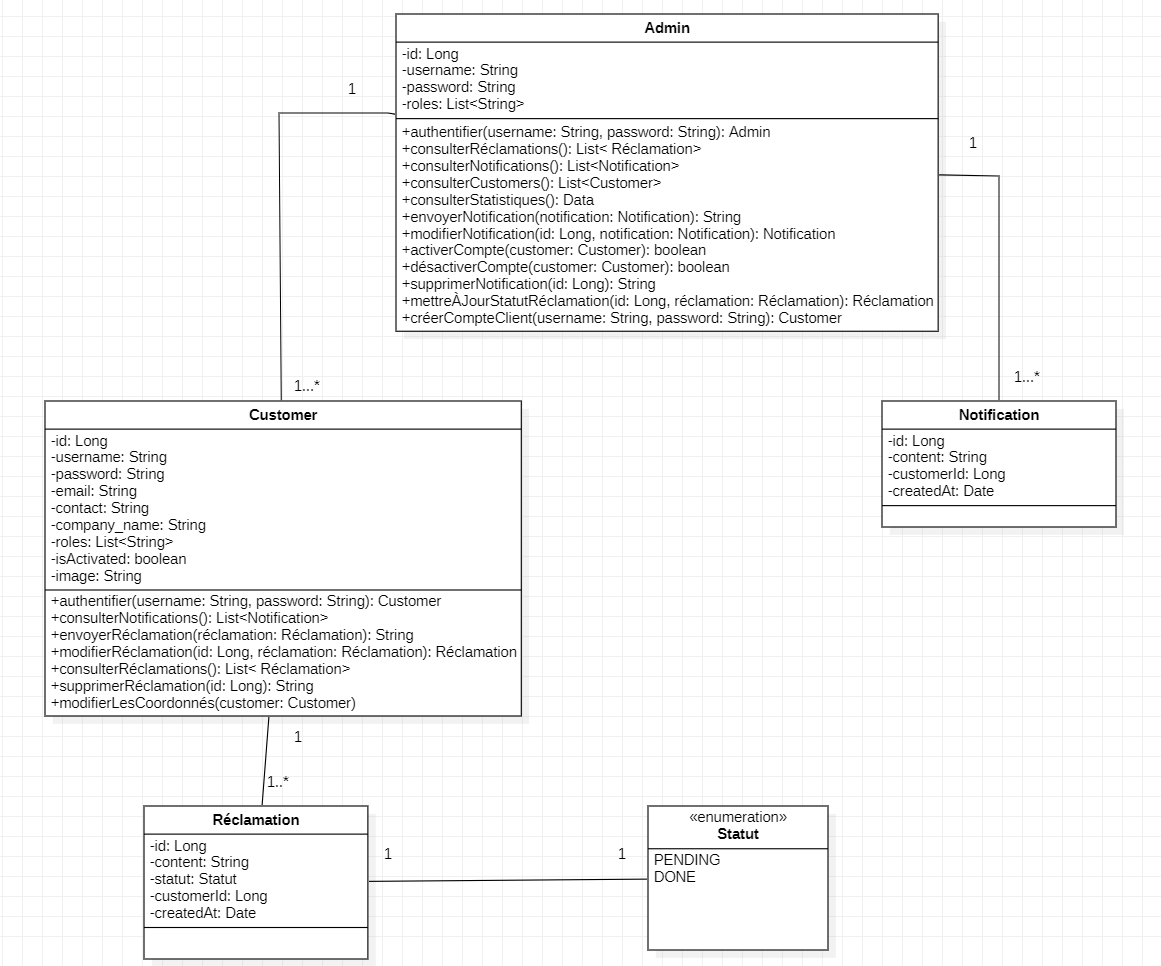 Admin
-id: Long
-username: String
-password: String
-roles: List<String>
+authentifier(username: String, password: String): Admin
+consulterRéclamations(): List< Réclamation>
+consulterNotifications(): List<Notification>
+consulterCustomers(): List<Customer>
+consulterStatistiques(): Data
+envoyerNotification(notification: Notification): String
+modifierNotification(id: Long, notification: Notification): Notification
+activerCompte(customer: Customer): boolean
+désactiverCompte(customer: Customer): boolean
+supprimerNotification(id: Long): String
+mettreÀJourStatutRéclamation(id: Long, réclamation: Réclamation): Réclamation
+créerCompteClient(username: String, password: String): Customer
1
1
1...*
1...*
Customer
-id: Long
-username: String
-password: String
-email: String
-contact: String
-company_name: String
-roles: List<String>
-isActivated: boolean
-image: String
+authentifier(username: String, password: String): Customer
+consulterNotifications(): List<Notification>
+envoyerRéclamation(réclamation: Réclamation): String
+modifierRéclamation(id: Long, réclamation: Réclamation): Réclamation
+consulterRéclamations(): List< Réclamation>
+supprimerRéclamation(id: Long): String
+modifierLesCoordonnés(customer: Customer)
Notification
-id: Long
-content: String
-customerId: Long
-createdAt: Date
1
1..*
Réclamation
-id: Long
-content: String
-statut: Statut
-customerId: Long
-createdAt: Date
1
1
«enumeration»
Statut
PENDING
DONE